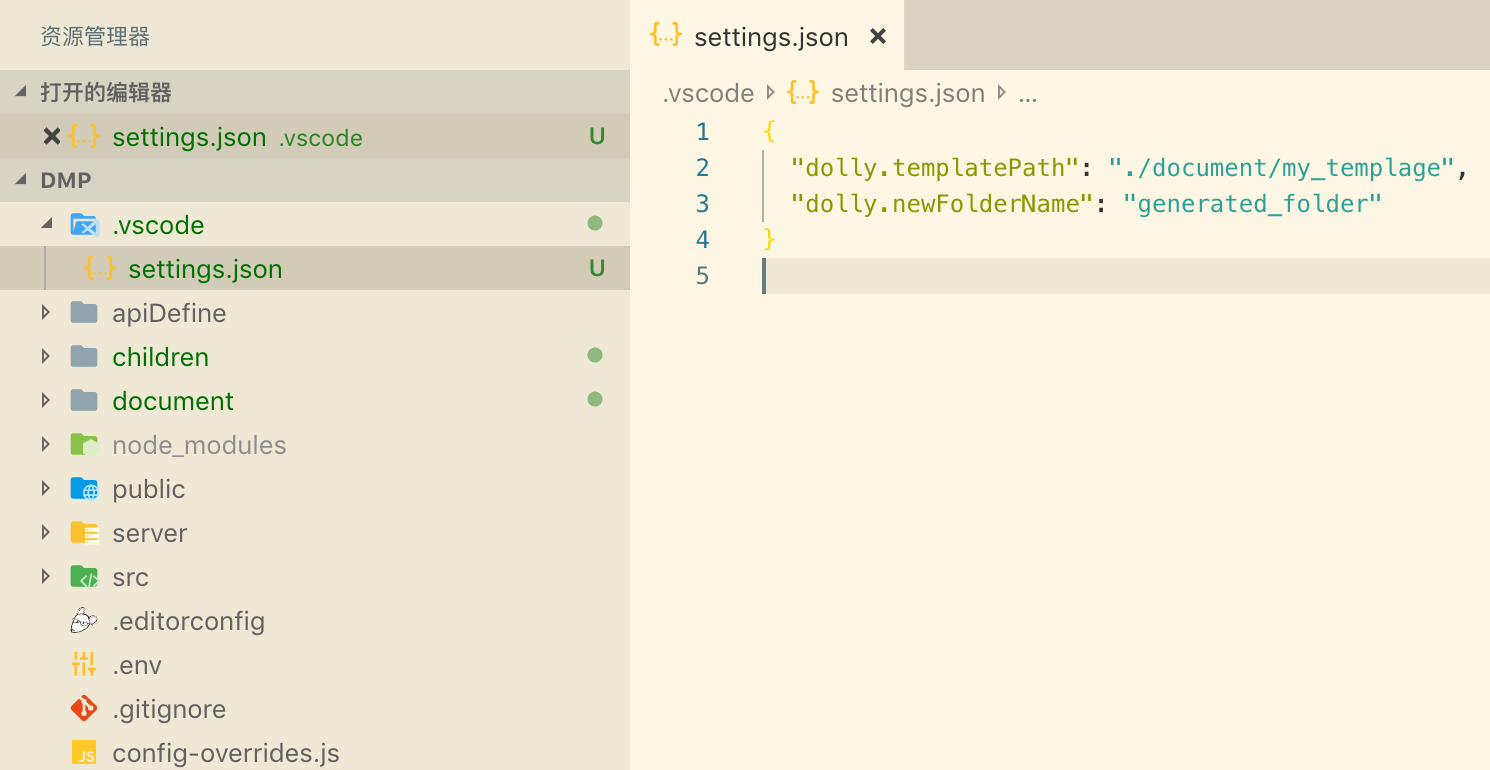 资源管理器
打开的编辑器
settings.json .vscode U
DMP
.vscode
settings.json U
apiDefine
children
document
node_modules
public
server
src
.editorconfig
.env
.gitignore
config-overrides.js
settings.json
.vscode settings.json ...
1 {
2 "dolly.templatePath": "./document/my_templage",
3 "dolly.newFolderName": "generated_folder"
4 }
5